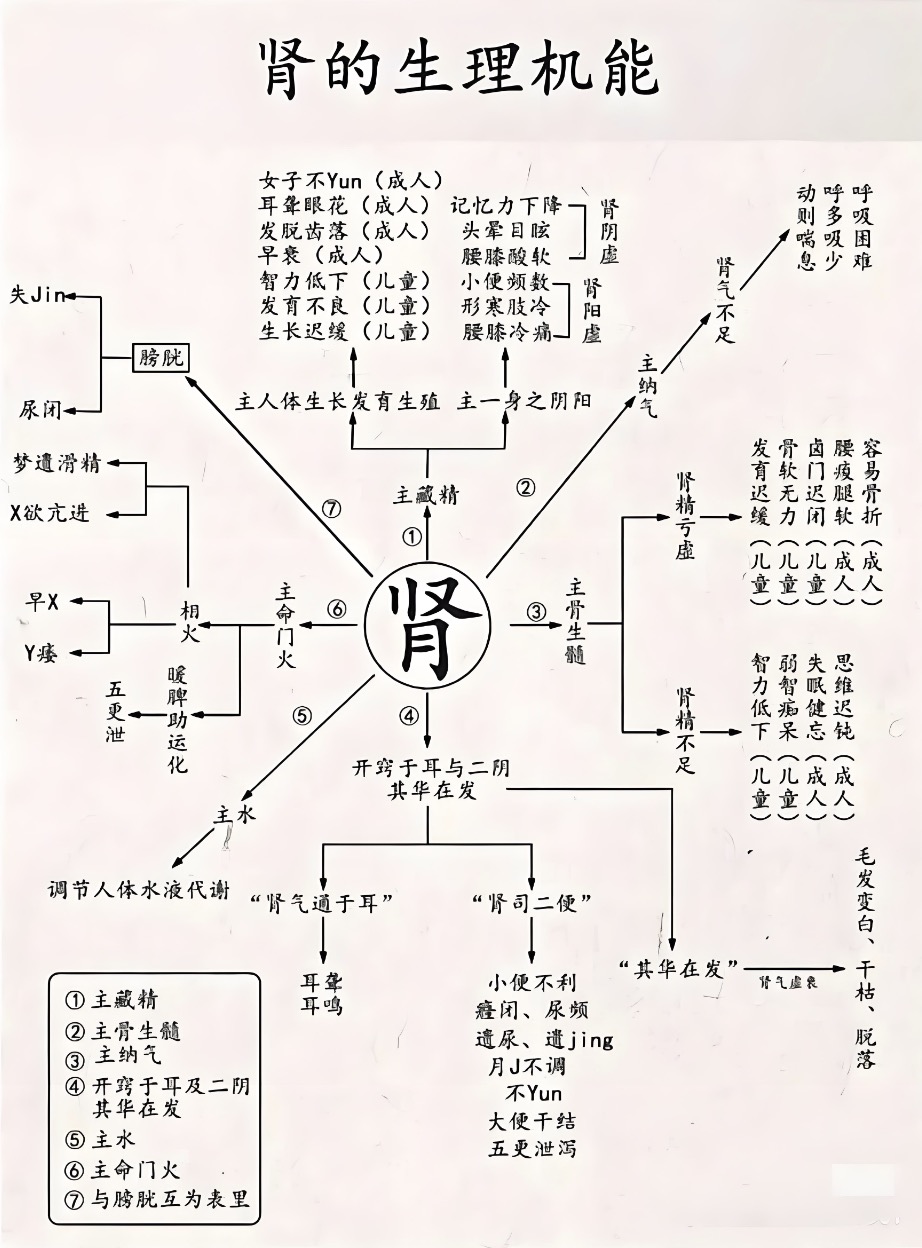 肾的生理机能
女子不Yun（成人）
耳聋眼花（成人）
发脱齿落（成人）
早衰（成人）
智力低下（儿童）
发育不良（儿童）
生长迟缓（儿童）
记忆力下降
头晕目眩
腰膝酸软
肾阴虚
小便频数
形寒肢冷
腰膝冷痛
肾阳虚
呼吸困难
呼多吸少
动则喘息
肾气不足
主纳气
②
主人体生长发育生殖
主一身之阴阳
主藏精
①
失Jin
尿闭
膀胱
⑦
梦遗滑精
X欲亢进
早X
Y痿
相火
主命门火
⑥
暖脾助运化
五更泄
肾
③
主骨生髓
肾精亏虚
发育迟缓（儿童）
骨软无力（儿童）
卤门迟闭（儿童）
腰痠腿软（成人）
容易骨折（成人）
肾精不足
智力低下（儿童）
弱智痴呆（儿童）
失眠健忘（成人）
思维迟钝（成人）
⑤
主水
调节人体水液代谢
④
开窍于耳与二阴
其华在发
“肾气通于耳”
耳聋
耳鸣
“肾司二便”
小便不利
癃闭、尿频
遗尿、遗jing
月J不调
不Yun
大便干结
五更泄泻
“其华在发”
肾气虚衰
毛发变白、干枯、脱落
① 主藏精
② 主骨生髓
③ 主纳气
④ 开窍于耳及二阴
其华在发
⑤ 主水
⑥ 主命门火
⑦ 与膀胱互为表里